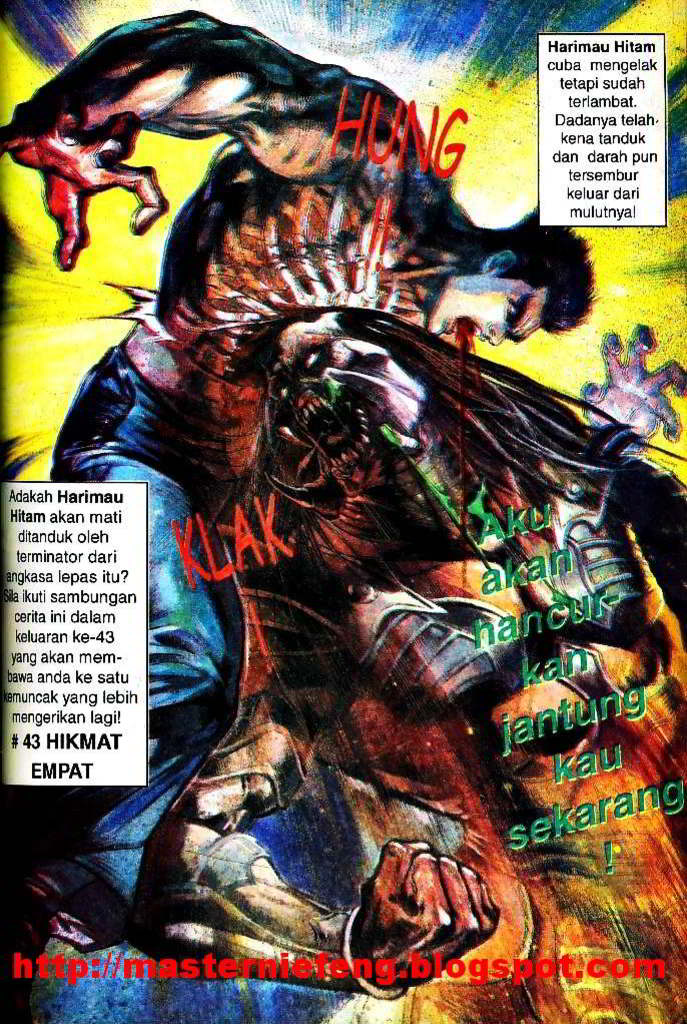 Harimau Hitam
cuba mengelak
tetapi sudah
terlambat.
Dadanya telah
kena tanduk
dan darah pun
tersembur
keluar dari
mulutnya!
HUNG
!!
KLAK
!
Aku
akan
hancur-
kan
jantung
kau
sekarang
!
Adakah Harimau
Hitam akan mati
ditanduk oleh
terminator dari
angkasa lepas itu?
Sila ikuti sambungan
cerita ini dalam
keluaran ke-43
yang akan mem-
bawa anda ke satu
kemuncak yang lebih
mengerikan lagi!
# 43 HIKMAT
EMPAT
http://masterniefeng.blogspot.com